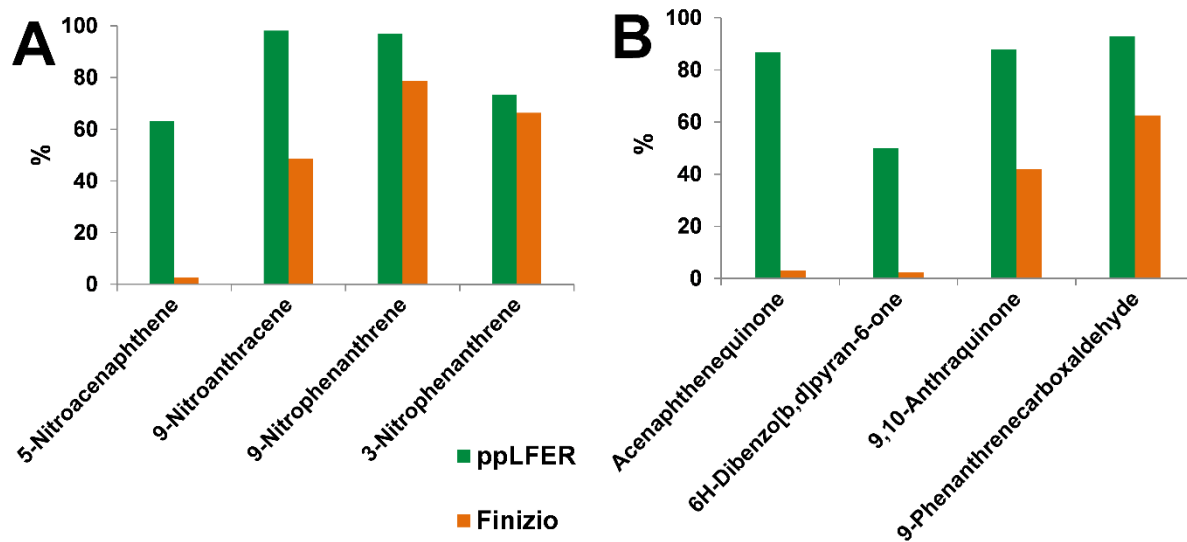 A
100
80
60
40
20
0
%
5-Nitroacenaphthene
9-Nitroanthracene
9-Nitrophenanthrene
3-Nitrophenanthrene
B
100
80
60
40
20
0
%
Acenaphthenequinone
6H-Dibenzo[b,d]pyran-6-one
9,10-Anthraquinone
9-Phenanthrenecarboxaldehyde
ppLFER
Finizio